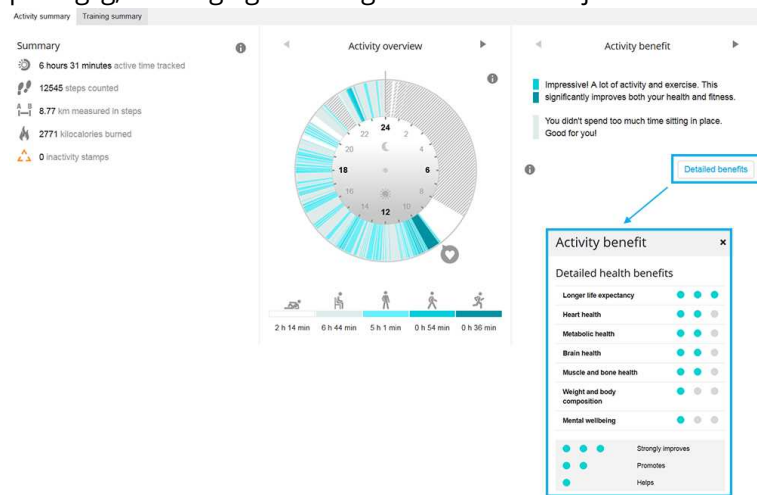 Activity summary Training summary
Summary
6 hours 31 minutes active time tracked
12545 steps counted
A B
8.77 km measured in steps
2771 kilocalories burned
0 inactivity stamps
Activity overview
24
2
4
6
8
10
12
14
16
18
20
22
2 h 14 min 6 h 44 min 5 h 1 min 0 h 54 min 0 h 36 min
Activity benefit
Impressive! A lot of activity and exercise. This
significantly improves both your health and fitness.
You didn't spend too much time sitting in place.
Good for you!
Detailed benefits
Activity benefit ×
Detailed health benefits
Longer life expectancy
Heart health
Metabolic health
Brain health
Muscle and bone health
Weight and body
composition
Mental wellbeing
Strongly improves
Promotes
Helps